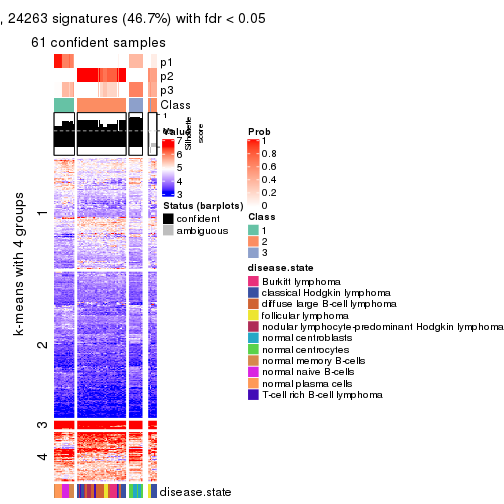 , 24263 signatures (46.7%) with fdr < 0.05
61 confident samples
p1
p2
p3
Class
1
Silhouette
score
Value
7
6
5
4
3
Prob
1
0.8
0.6
0.4
0.2
0
Status (barplots)
confident
ambiguous
Class
1
2
3
disease.state
Burkitt lymphoma
classical Hodgkin lymphoma
diffuse large B-cell lymphoma
follicular lymphoma
nodular lymphocyte-predominant Hodgkin lymphoma
normal centroblasts
normal centrocytes
normal memory B-cells
normal naive B-cells
normal plasma cells
T-cell rich B-cell lymphoma
k-means with 4 groups
1
2
3
4
disease.state